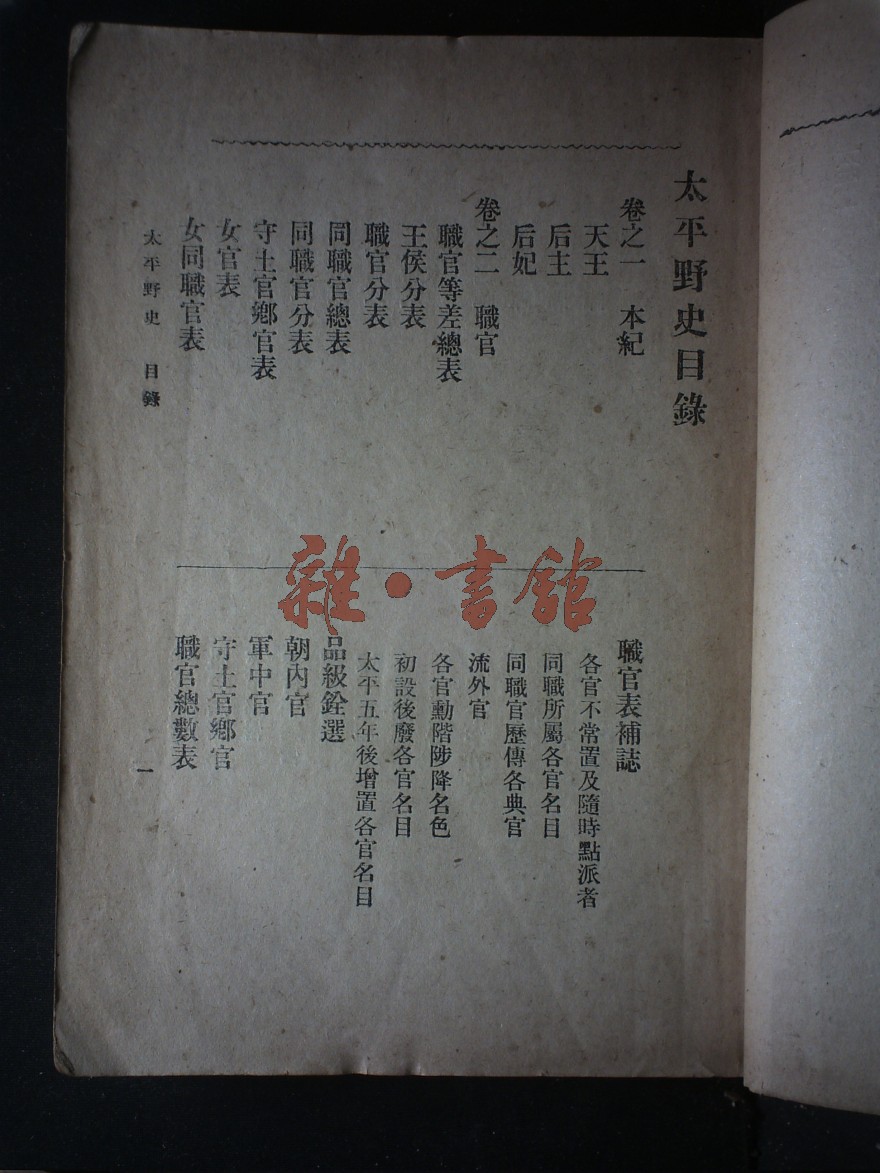 太平野史目錄
卷之一　本紀
天王
后主
后妃
卷之二　職官
職官等差總表
王侯分表
職官分表
同職官總表
同職官分表
守土官鄉官表
女官表
女同職官表
職官表補誌
各官不常置及隨時點派者
同職所屬各官名目
同職官歷傳各典官
流外官
各官勳階陟降名色
初設後廢各官名目
太平五年後增置各官名目
品級銓選
朝內官
軍中官
守土官鄉官
職官總數表
太平野史　目錄
一
雜·書館